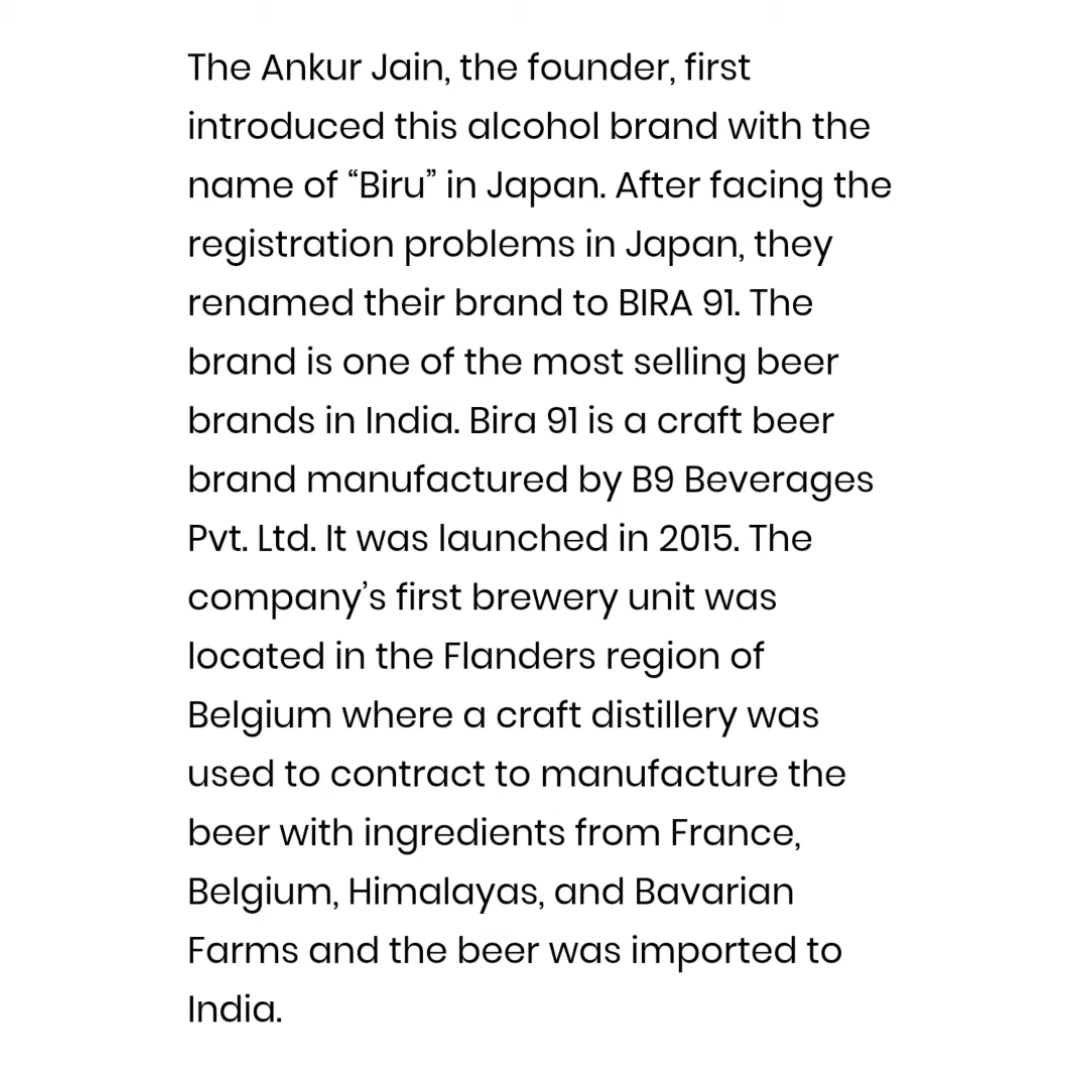 The Ankur Jain, the founder, first
introduced this alcohol brand with the
name of “Biru” in Japan. After facing the
registration problems in Japan, they
renamed their brand to BIRA 91. The
brand is one of the most selling beer
brands in India. Bira 91 is a craft beer
brand manufactured by B9 Beverages
Pvt. Ltd. It was launched in 2015. The
company’s first brewery unit was
located in the Flanders region of
Belgium where a craft distillery was
used to contract to manufacture the
beer with ingredients from France,
Belgium, Himalayas, and Bavarian
Farms and the beer was imported to
India.